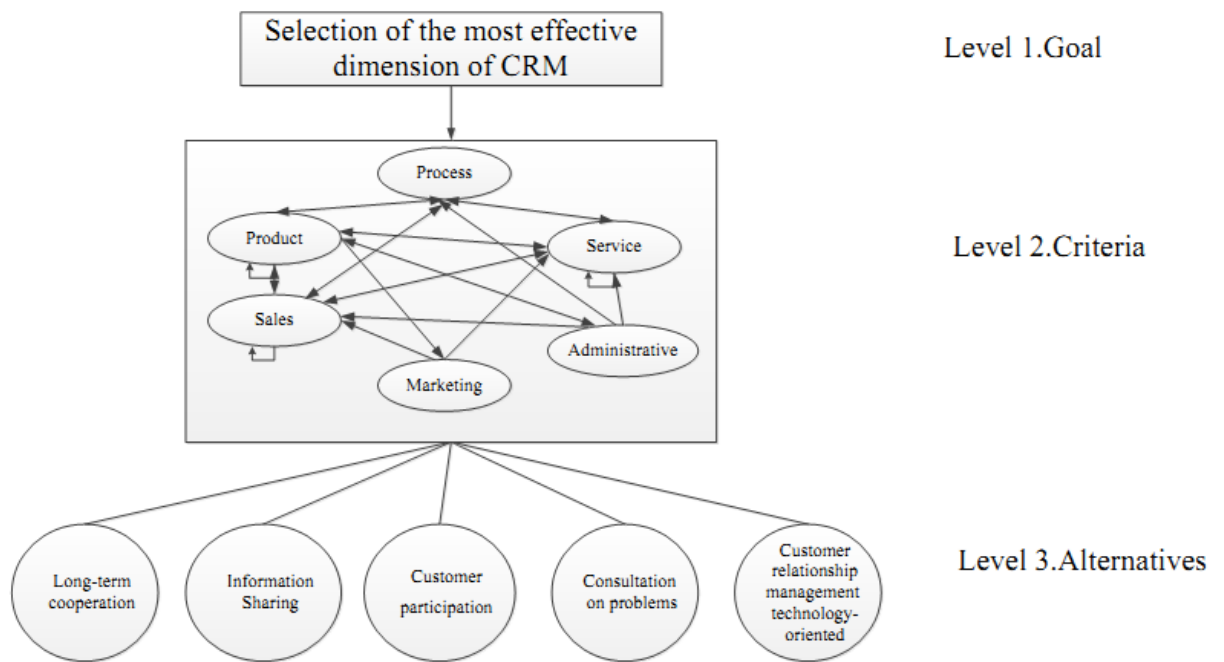 Selection of the most effective
dimension of CRM
Level 1.Goal
Process
Product
Service
Level 2.Criteria
Sales
Administrative
Marketing
Long-term
cooperation
Information
Sharing
Customer
participation
Consultation
on problems
Customer
relationship
management
technology-
oriented
Level 3.Alternatives